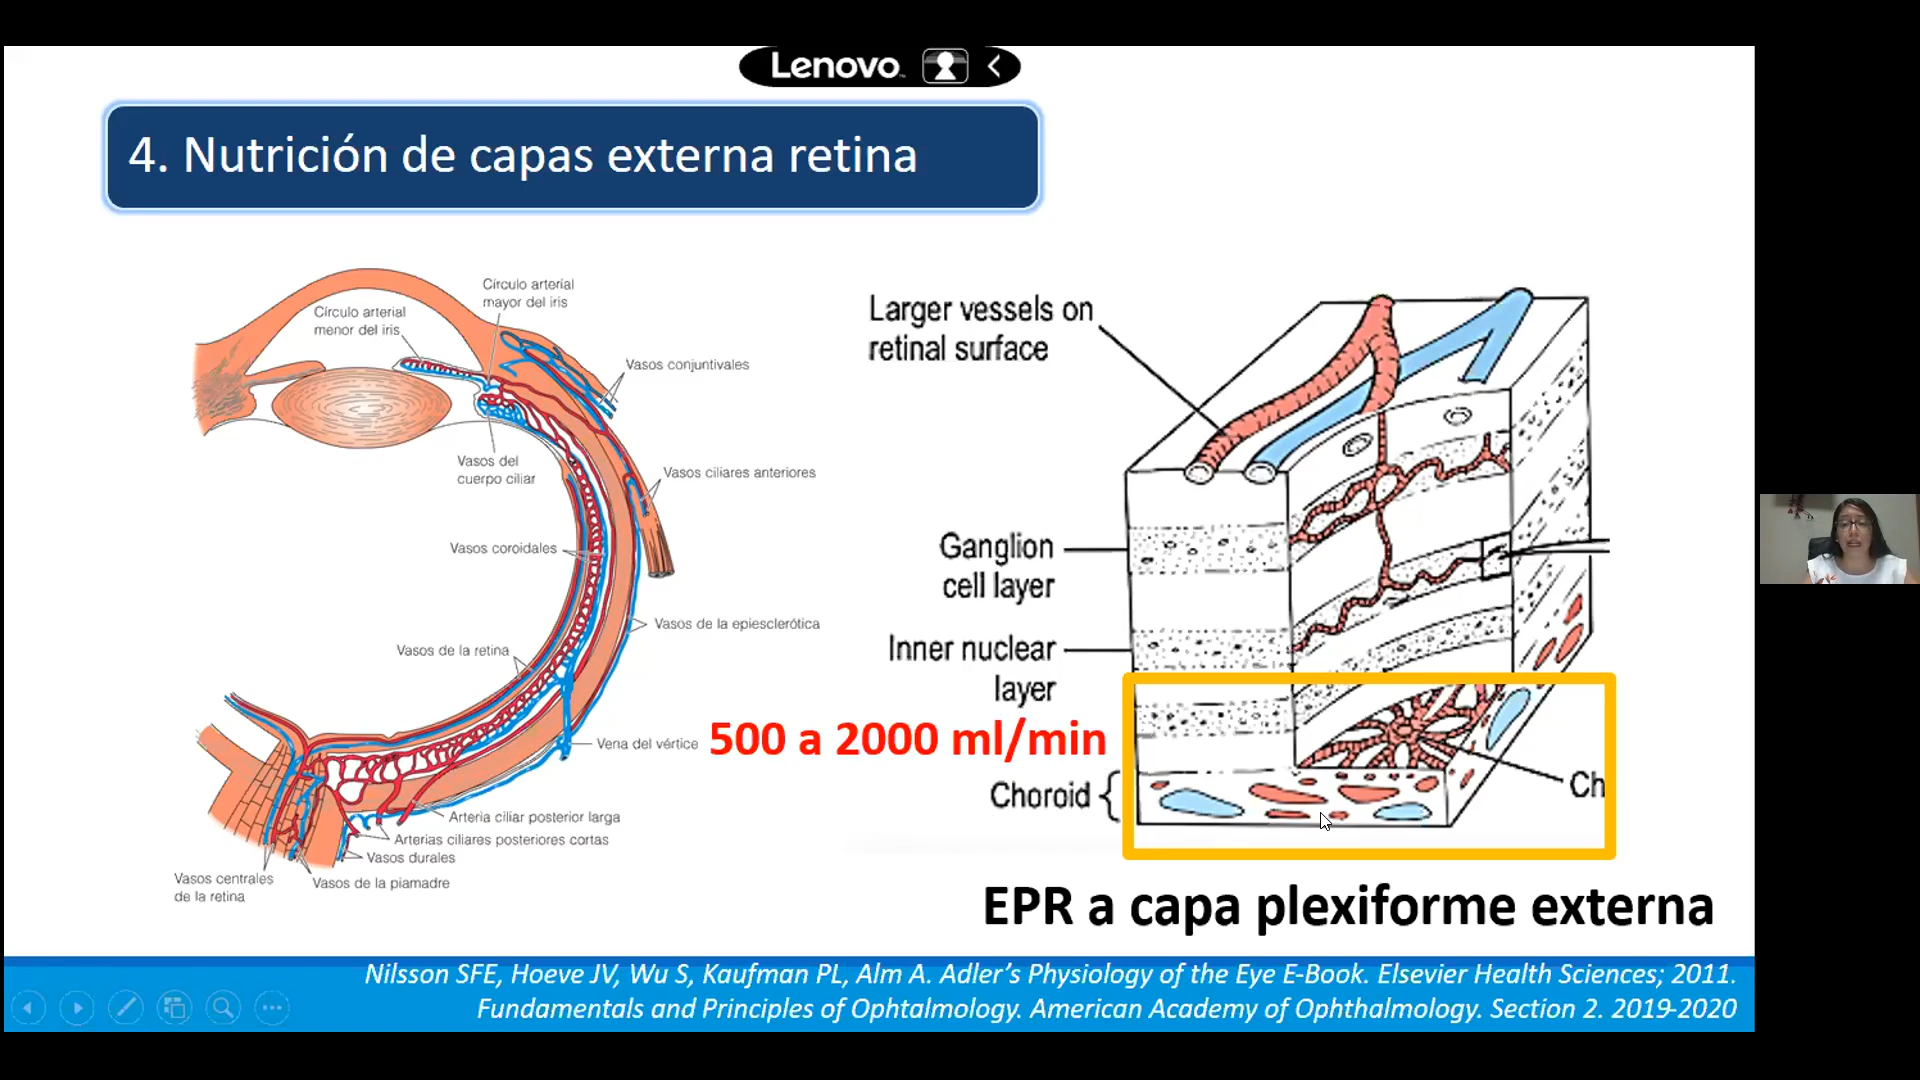 Lenovo
4. Nutrición de capas externa retina
Círculo arterial
mayor del iris
Círculo arterial
menor del iris
Vasos conjuntivales
Vasos del
cuerpo ciliar
Vasos ciliares anteriores
Vasos coroidales
Vasos de la epiesclerótica
Vasos de la retina
Vena del vértice
Arteria ciliar posterior larga
Arterias ciliares posteriores cortas
Vasos durales
Vasos centrales
de la retina
Vasos de la piamadre
Larger vessels on
retinal surface
Ganglion
cell layer
Inner nuclear
layer
500 a 2000 ml/min
Choroid
Ch
EPR a capa plexiforme externa
Nilsson SFE, Hoeve JV, Wu S, Kaufman PL, Alm A. Adler's Physiology of the Eye E-Book. Elsevier Health Sciences; 2011.
Fundamentals and Principles of Ophtalmology. American Academy of Ophthalmology. Section 2. 2019-2020